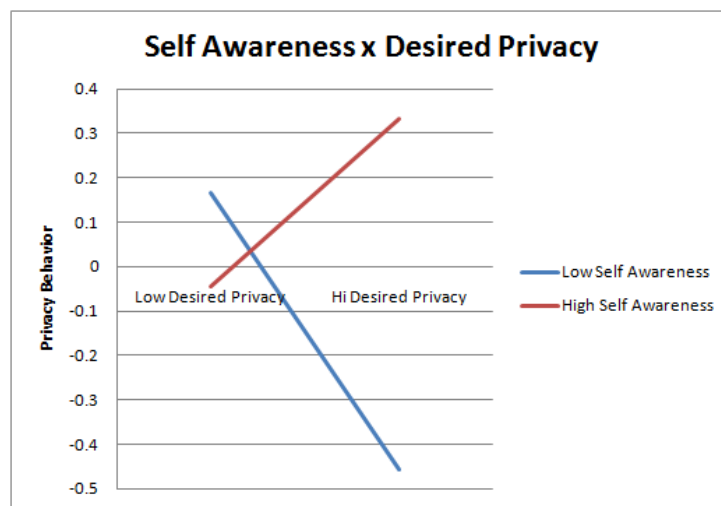 Self Awareness x Desired Privacy
0.4
0.3
0.2
0.1
0
-0.1
-0.2
-0.3
-0.4
-0.5
Privacy Behavior
Low Desired Privacy
Hi Desired Privacy
Low Self Awareness
High Self Awareness